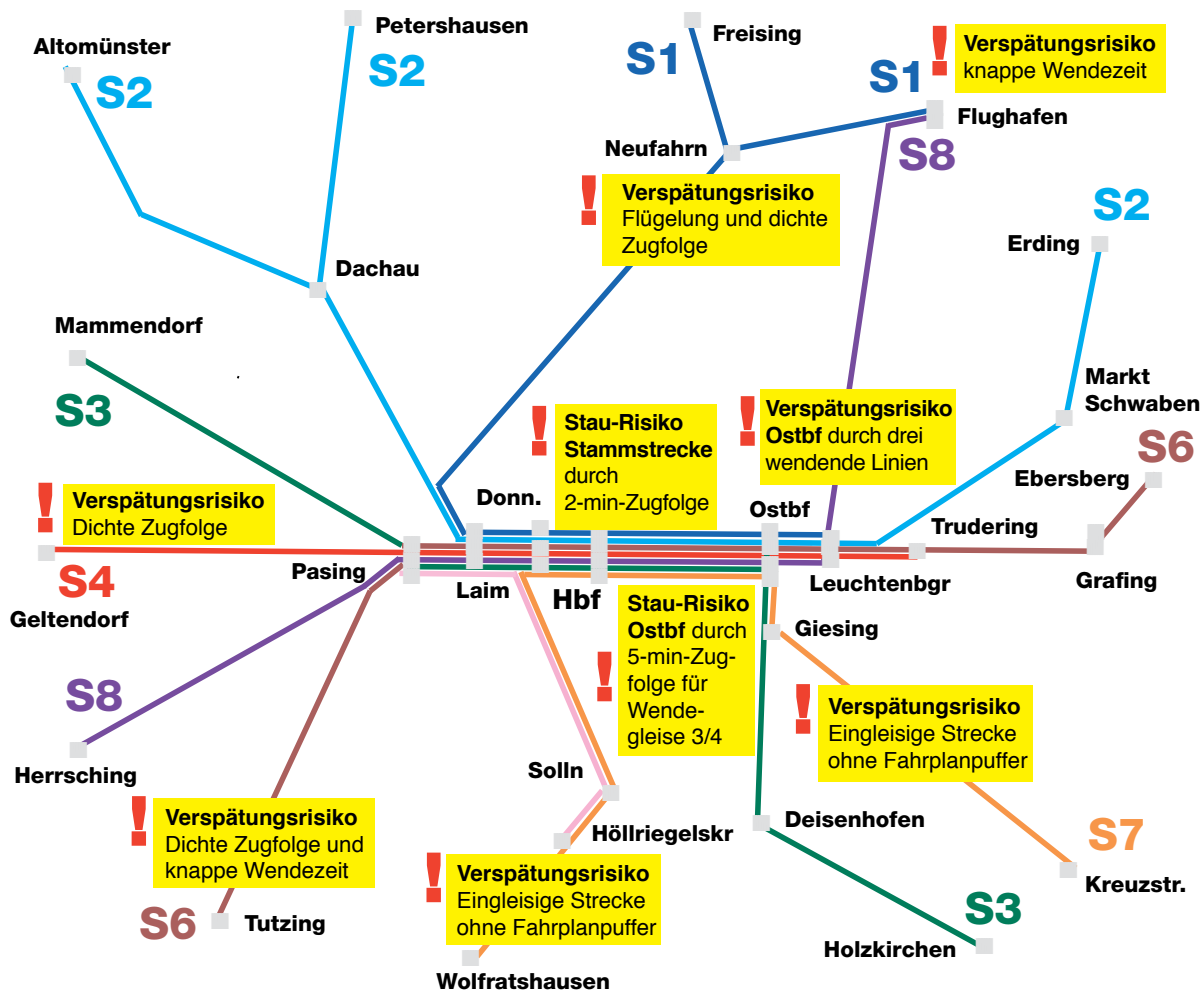 Petershausen
Altomünster
S2
S2
Freising
S1
S1
!
Verspätungsrisiko
knappe Wendezeit
Flughafen
S8
Neufahrn
!
Verspätungsrisiko
Flügelung und dichte
Zugfolge
S2
Erding
Dachau
Mammendorf
S3
Markt
Schwaben
!
Stau-Risiko
Stammstrecke
durch
2-min-Zugfolge
!
Verspätungsrisiko
Ostbf durch drei
wendende Linien
S6
Ebersberg
!
Verspätungsrisiko
Dichte Zugfolge
Donn.
Ostbf
Trudering
Pasing
Laim
Hbf
Leuchtenbgr
Grafing
S4
Geltendorf
!
Stau-Risiko
Ostbf durch
5-min-Zug-
folge für
Wende-
gleise 3/4
Giesing
S8
Herrsching
!
Verspätungsrisiko
Eingleisige Strecke
ohne Fahrplanpuffer
Solln
!
Verspätungsrisiko
Dichte Zugfolge und
knappe Wendezeit
Höllriegelskr
Deisenhofen
S7
Kreuzstr.
!
Verspätungsrisiko
Eingleisige Strecke
ohne Fahrplanpuffer
S6
Tutzing
S3
Holzkirchen
Wolfratshausen